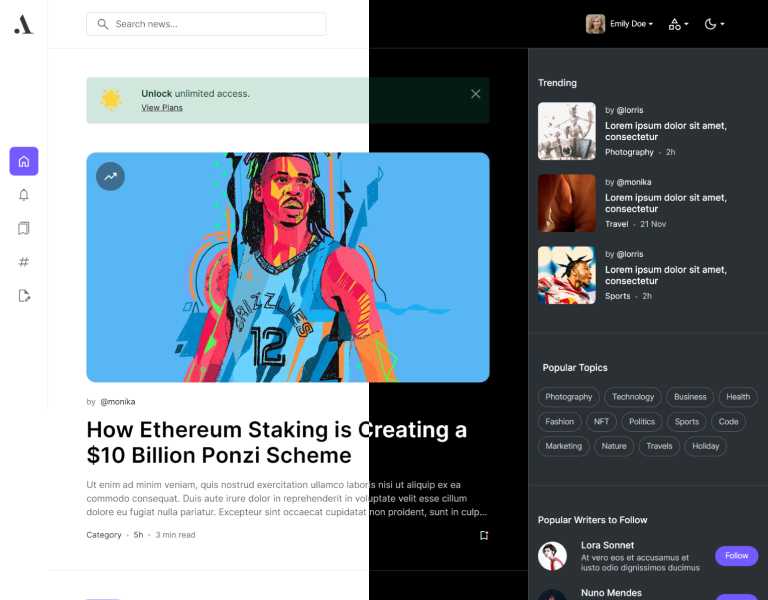 Search news...
Emily Doe
Unlock unlimited access.
View Plans
GRIZZLIES
12
by @monika
How Ethereum Staking is Creating a
$10 Billion Ponzi Scheme
Ut enim ad minim veniam, quis nostrud exercitation ullamco laboris nisi ut aliquip ex ea
commodo consequat. Duis aute irure dolor in reprehenderit in voluptate velit esse cillum
dolore eu fugiat nulla pariatur. Excepteur sint occaecat cupidatat non proident, sunt in culp...
Category • 5h • 3 min read
Trending
by @lorris
Lorem ipsum dolor sit amet,
consectetur
Photography • 2h
by @monika
Lorem ipsum dolor sit amet,
consectetur
Travel • 21 Nov
by @lorris
Lorem ipsum dolor sit amet,
consectetur
Sports • 2h
Popular Topics
Photography Technology Business Health
Fashion NFT Politics Sports Code
Marketing Nature Travels Holiday
Popular Writers to Follow
Lora Sonnet
At vero eos et accusamus et
iusto odio dignissimos ducimus
Follow
Nuno Mendes